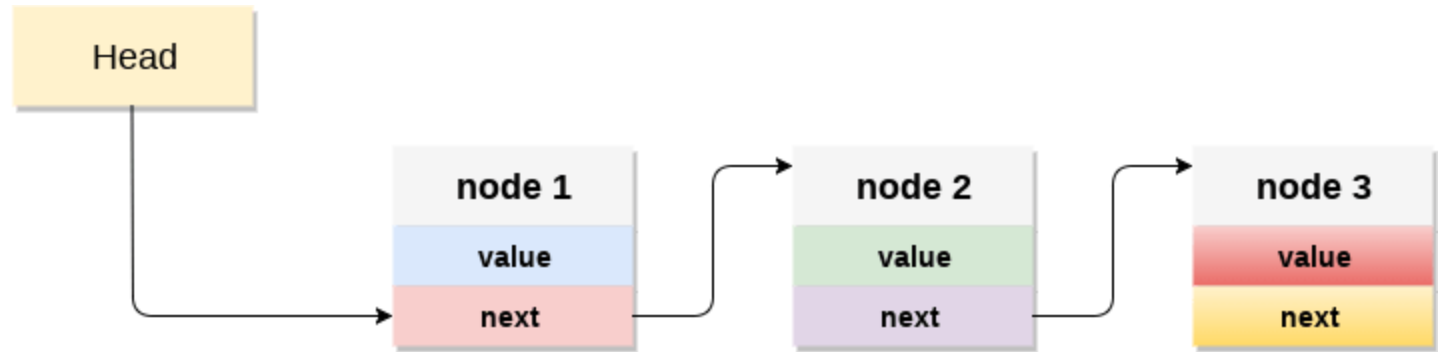 Head
node 1
value
next
node 2
value
next
node 3
value
next